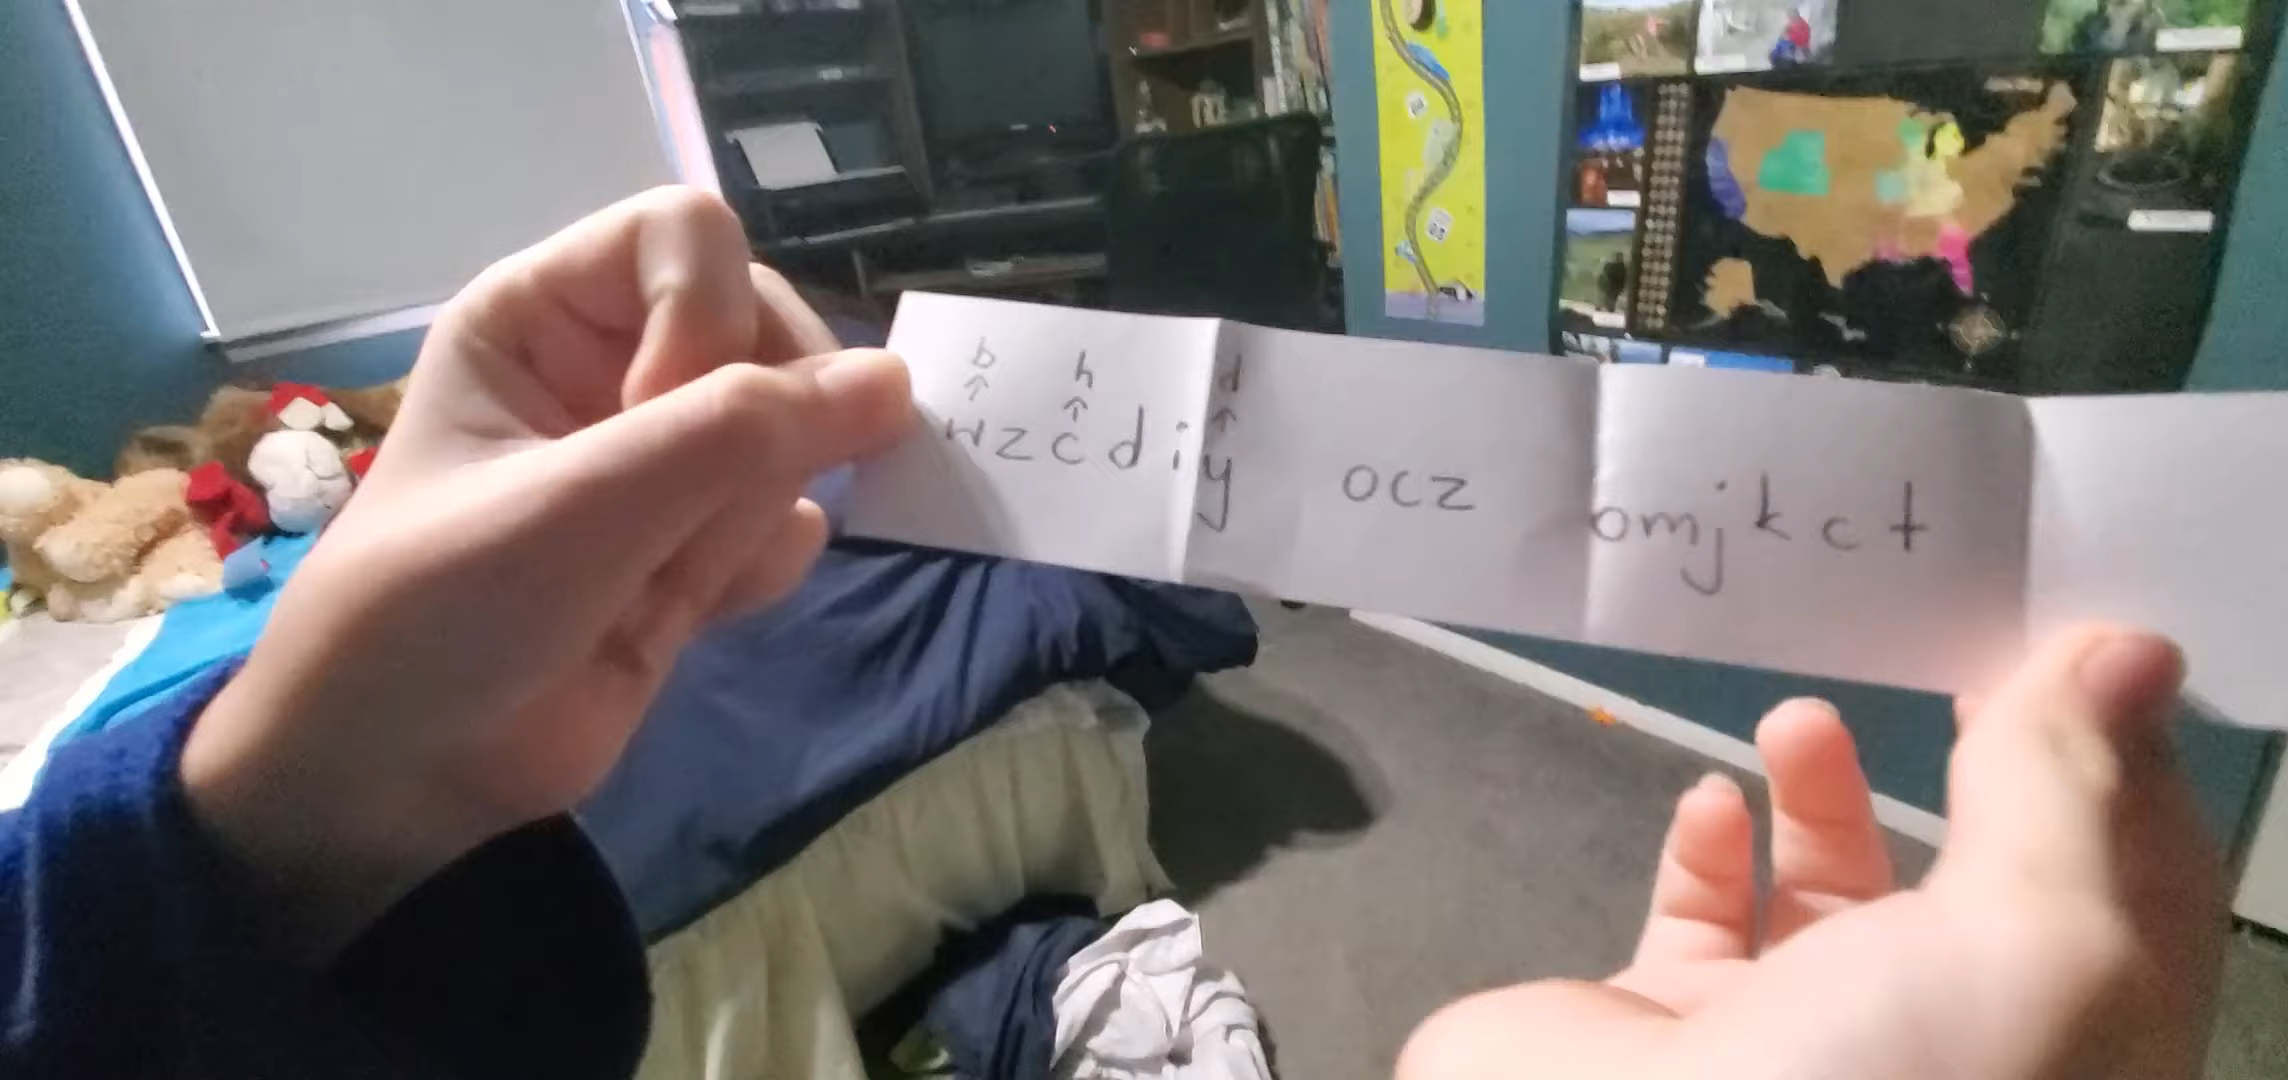 b h d
↑ ↑ ↑
wzcdiy ocz omjkct